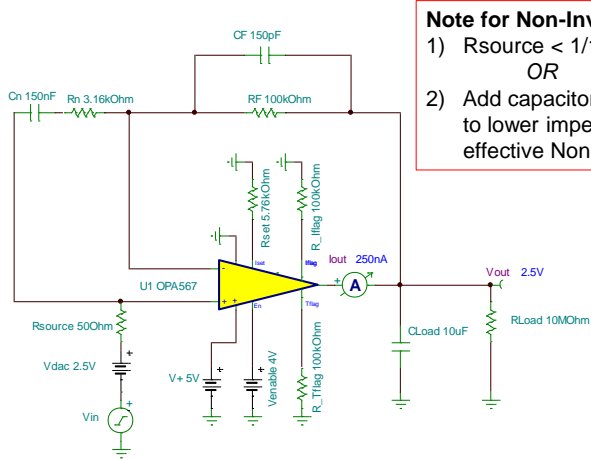 Note for Non-Inv
1) Rsource < 1/1
OR
2) Add capacitor
to lower impe
effective Non
CF 150pF
Cn 150nF
Rn 3.16kOhm
RF 100kOhm
Rset 5.76kOhm
R_Iflag 100kOhm
Iset
Iflag
Iout 250nA
-
U1 OPA567
+
+
+
A
Vout 2.5V
En
Tflag
Rsource 50Ohm
CLoad 10uF
RLoad 10MOhm
Vdac 2.5V
+
V+ 5V
+
Venable 4V
+
R_Tflag 100kOhm
Vin
+